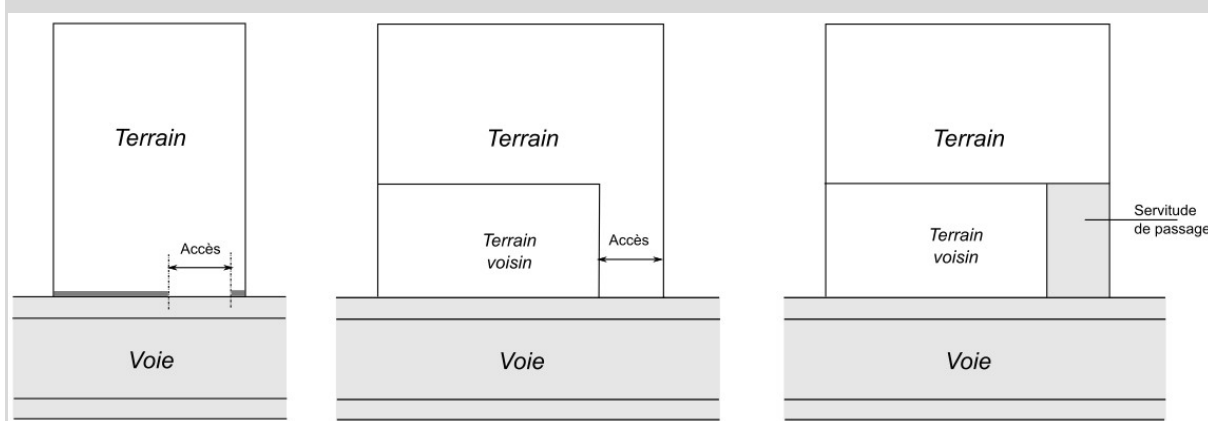 Terrain
Accès
Voie
Terrain
Terrain
voisin
Accès
Voie
Terrain
Terrain
voisin
Servitude
de passage
Voie